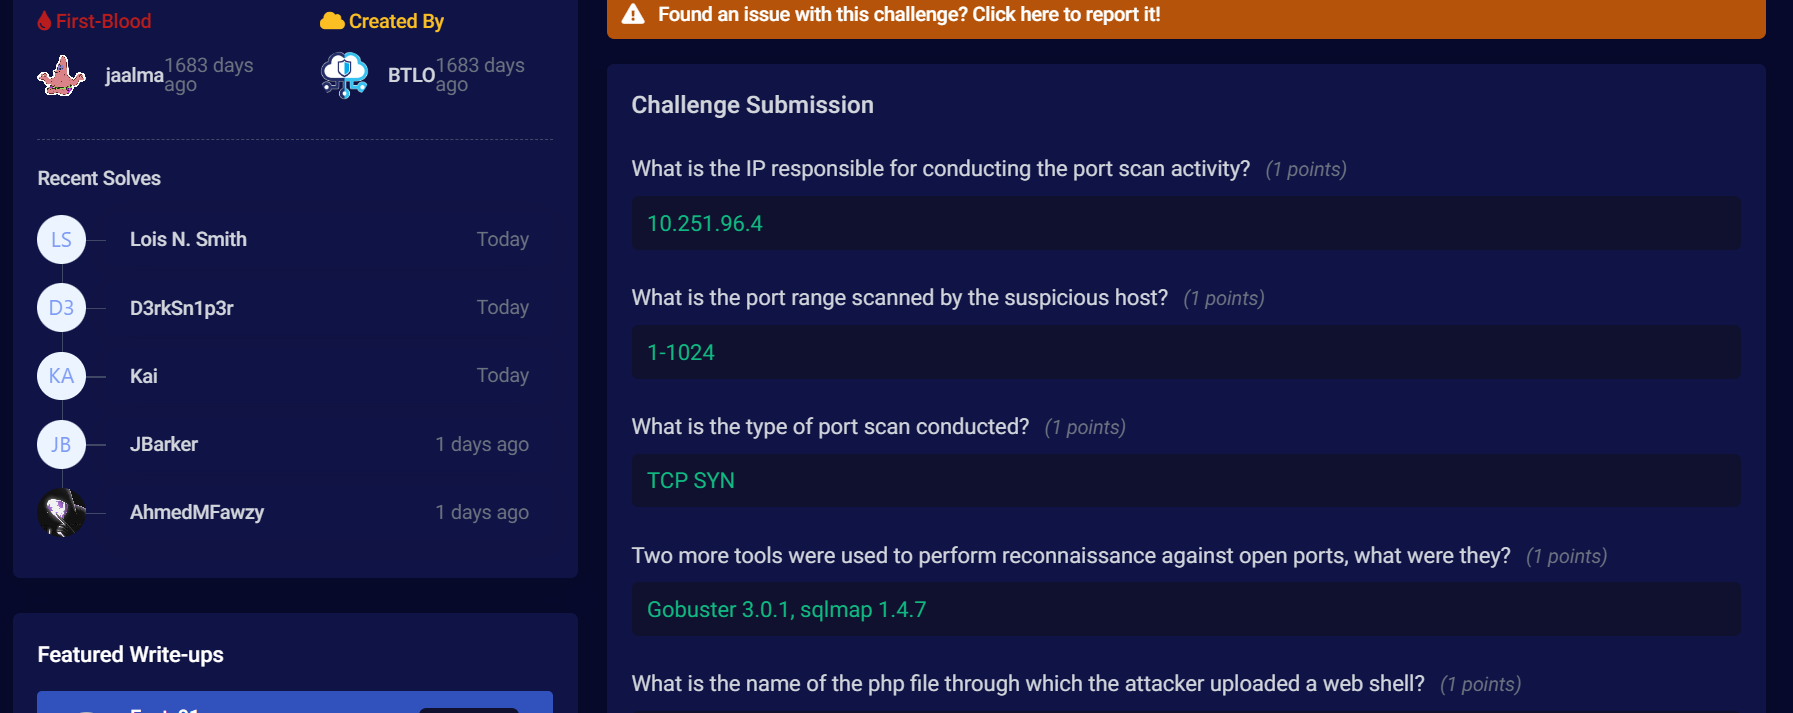 First-Blood
Created By
jaalma
1683 days
ago
BTLO
1683 days
ago
Recent Solves
LS
Lois N. Smith
Today
D3
D3rkSn1p3r
Today
KA
Kai
Today
JB
JBarker
1 days ago
AhmedMFawzy
1 days ago
Featured Write-ups
Found an issue with this challenge? Click here to report it!
Challenge Submission
What is the IP responsible for conducting the port scan activity? (1 points)
10.251.96.4
What is the port range scanned by the suspicious host? (1 points)
1-1024
What is the type of port scan conducted? (1 points)
TCP SYN
Two more tools were used to perform reconnaissance against open ports, what were they? (1 points)
Gobuster 3.0.1, sqlmap 1.4.7
What is the name of the php file through which the attacker uploaded a web shell? (1 points)